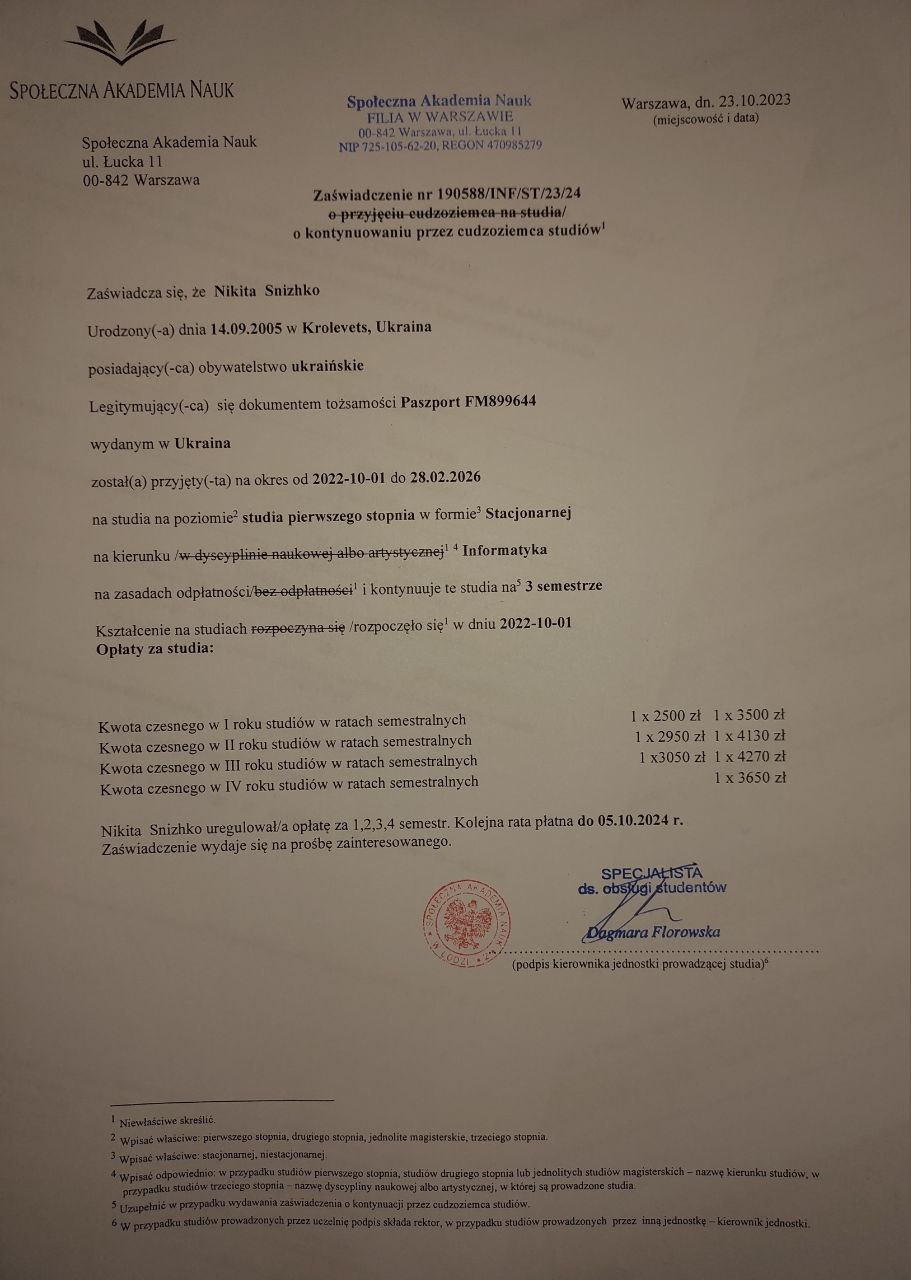 SPOŁECZNA AKADEMIA NAUK
Społeczna Akademia Nauk
ul. Łucka 11
00-842 Warszawa
Społeczna Akademia Nauk
FILIA W WARSZAWIE
00-842 Warszawa, ul. Łucka 11
NIP 725-105-62-20, REGON 470985279
Warszawa, dn. 23.10.2023
(miejscowość i data)
Zaświadczenie nr 190588/INF/ST/23/24
o przyjęciu cudzoziemca na studia/
o kontynuowaniu przez cudzoziemca studiów¹
Zaświadcza się, że Nikita Snizhko
Urodzony(-a) dnia 14.09.2005 w Krolevets, Ukraina
posiadający(-ca) obywatelstwo ukraińskie
Legitymujący(-ca) się dokumentem tożsamości Paszport FM899644
wydanym w Ukraina
został(a) przyjęty(-ta) na okres od 2022-10-01 do 28.02.2026
na studia na poziomie² studia pierwszego stopnia w formie³ Stacjonarnej
na kierunku /w dyscyplinie naukowej albo artystycznej¹ ⁴ Informatyka
na zasadach odpłatności/bez odpłatności¹ i kontynuuje te studia na⁵ 3 semestrze
Kształcenie na studiach rozpoczyna się /rozpoczęło się¹ w dniu 2022-10-01
Opłaty za studia:
Kwota czesnego w I roku studiów w ratach semestralnych 1 x 2500 zł 1 x 3500 zł
Kwota czesnego w II roku studiów w ratach semestralnych 1 x 2950 zł 1 x 4130 zł
Kwota czesnego w III roku studiów w ratach semestralnych 1 x3050 zł 1 x 4270 zł
Kwota czesnego w IV roku studiów w ratach semestralnych 1 x 3650 zł
Nikita Snizhko uregulował/a opłatę za 1,2,3,4 semestr. Kolejna rata płatna do 05.10.2024 r.
Zaświadczenie wydaje się na prośbę zainteresowanego.
SPOŁECZNA AKADEMIA NAUK
W ŁODZI
SPECJALISTA
ds. obsługi studentów
Dagmara Florowska
(podpis kierownika jednostki prowadzącej studia)⁶
¹ Niewłaściwe skreślić.
² Wpisać właściwe: pierwszego stopnia, drugiego stopnia, jednolite magisterskie, trzeciego stopnia.
³ Wpisać właściwe: stacjonarnej, niestacjonarnej.
⁴ Wpisać odpowiednio: w przypadku studiów pierwszego stopnia, studiów drugiego stopnia lub jednolitych studiów magisterskich – nazwę kierunku studiów, w
przypadku studiów trzeciego stopnia – nazwę dyscypliny naukowej albo artystycznej, w której są prowadzone studia.
⁵ Uzupełnić w przypadku wydawania zaświadczenia o kontynuacji przez cudzoziemca studiów.
⁶ W przypadku studiów prowadzonych przez uczelnię podpis składa rektor, w przypadku studiów prowadzonych przez inną jednostkę – kierownik jednostki.